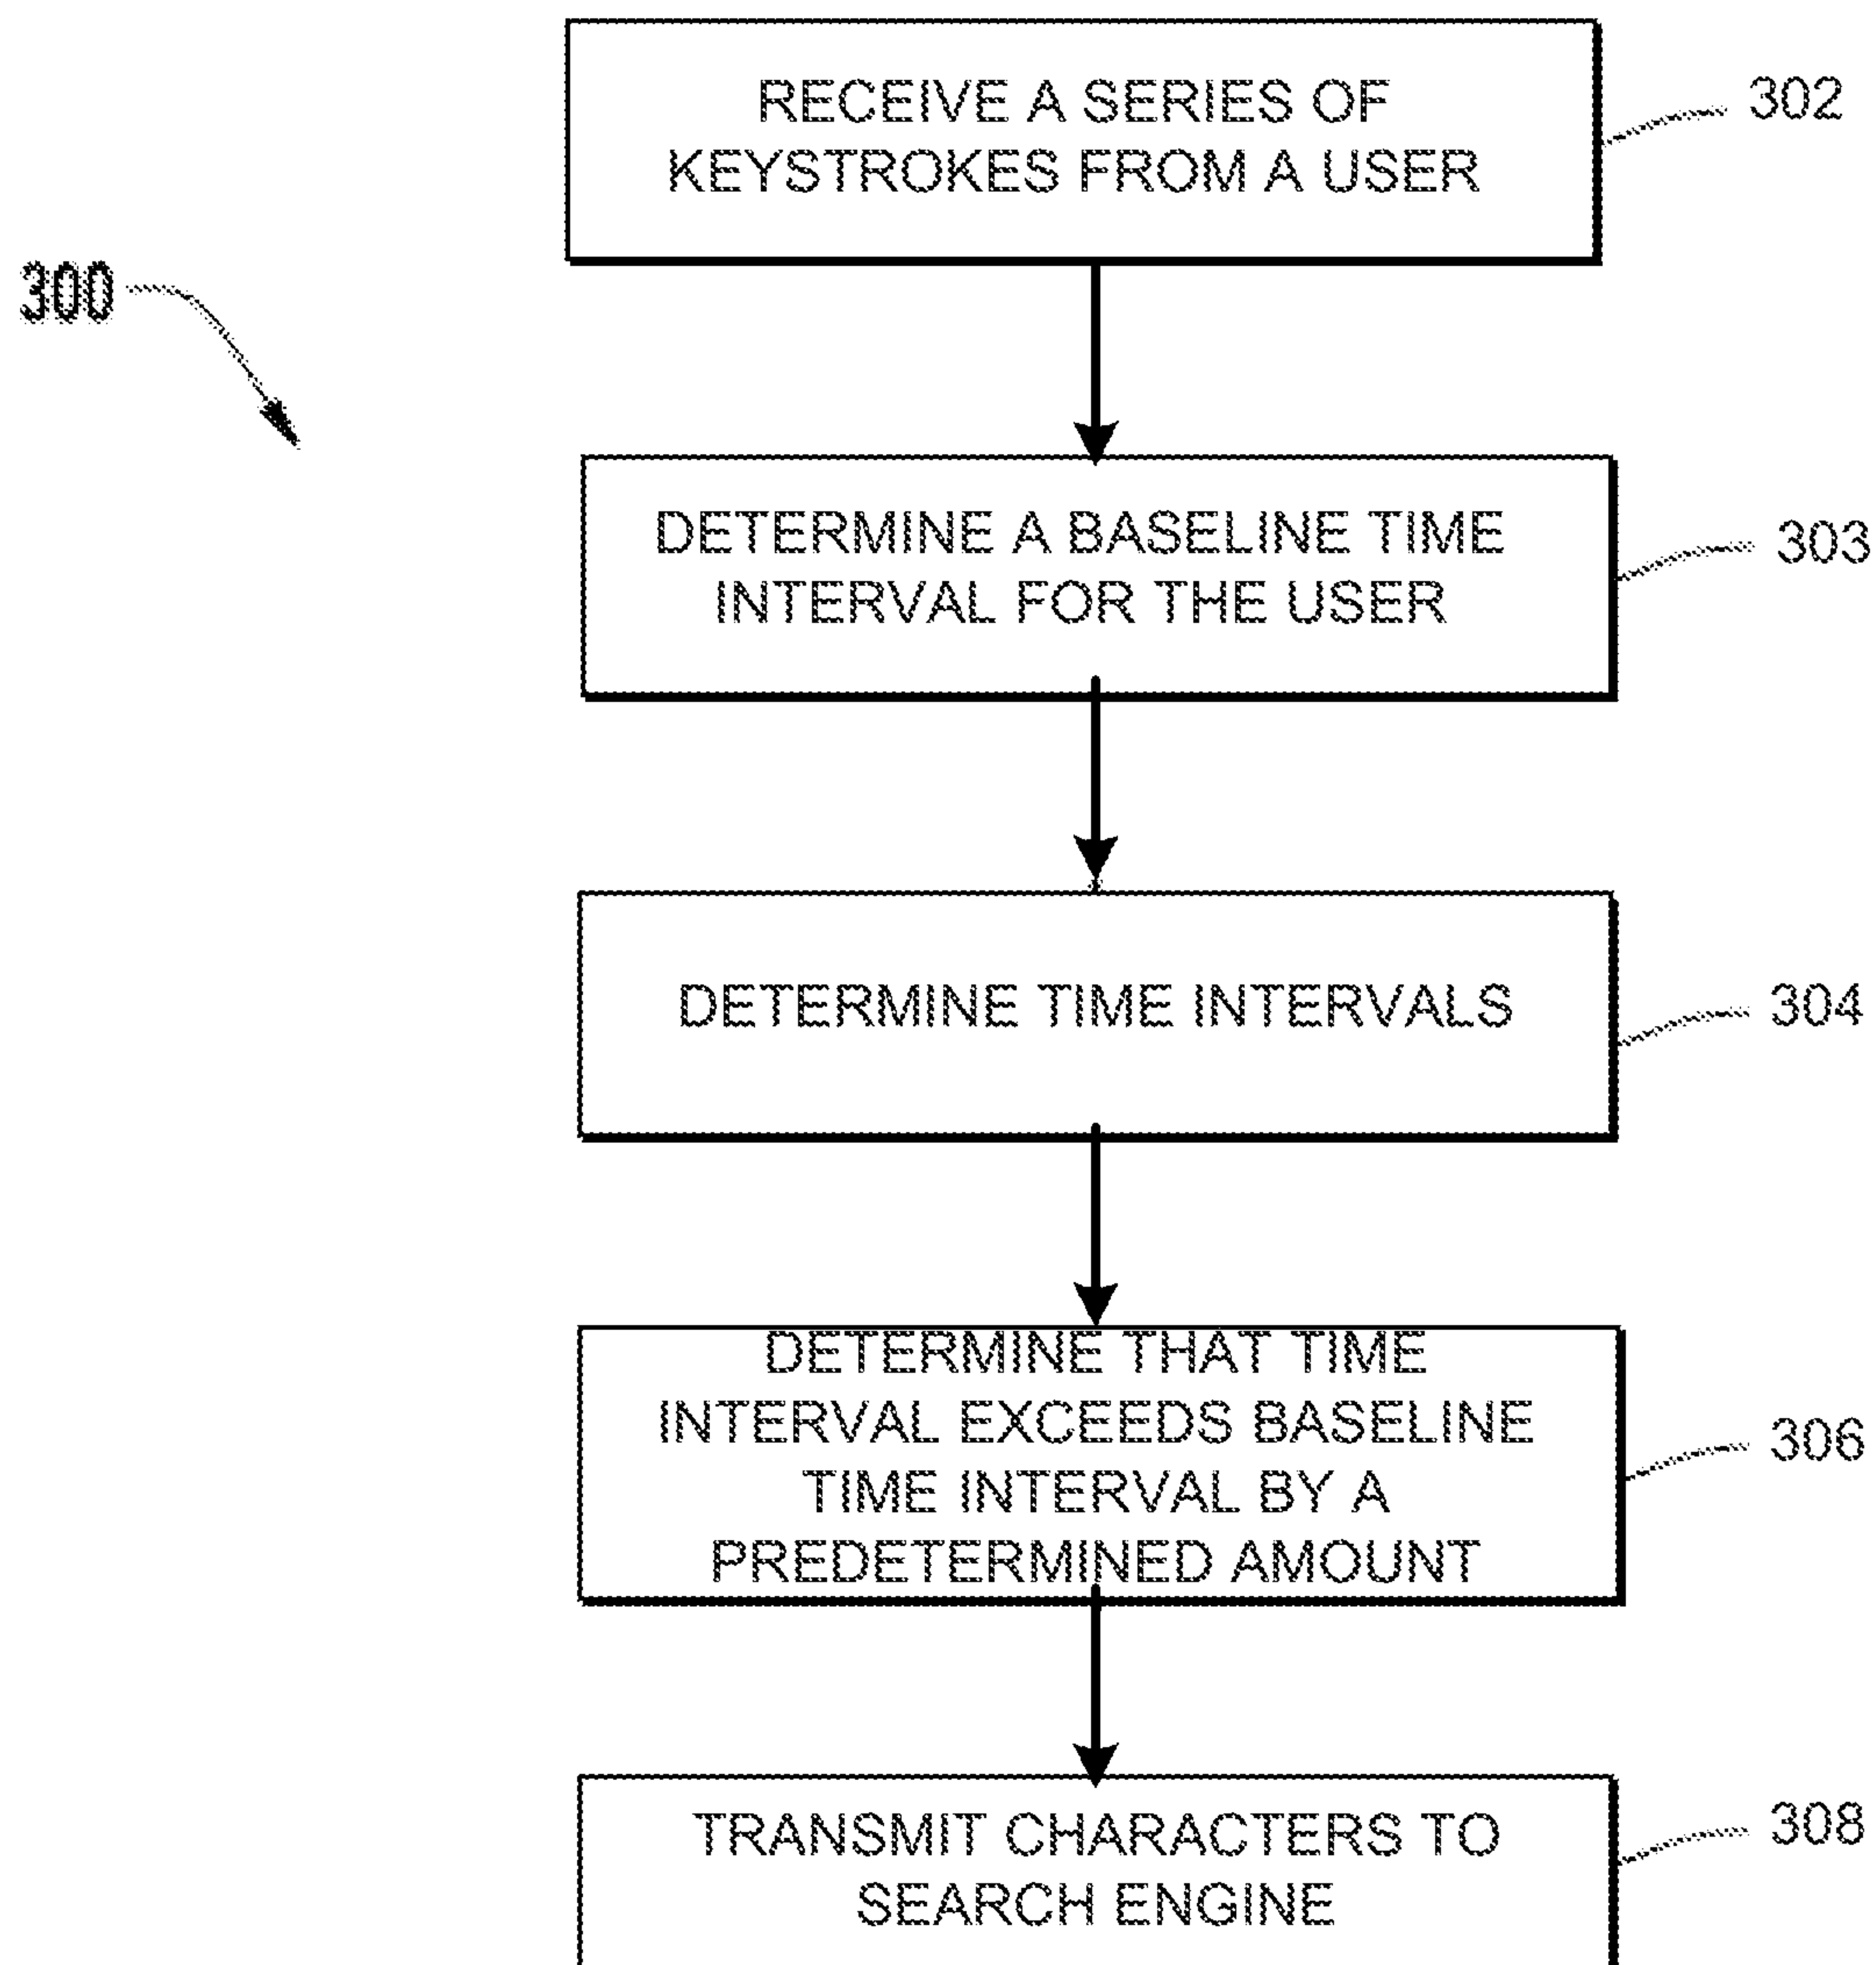 RECEIVE A SERIES OF
KEYSTROKES FROM A USER
302
300
DETERMINE A BASELINE TIME
INTERVAL FOR THE USER
303
DETERMINE TIME INTERVALS
304
DETERMINE THAT TIME
INTERVAL EXCEEDS BASELINE
TIME INTERVAL BY A
PREDETERMINED AMOUNT
306
TRANSMIT CHARACTERS TO
SEARCH ENGINE
308